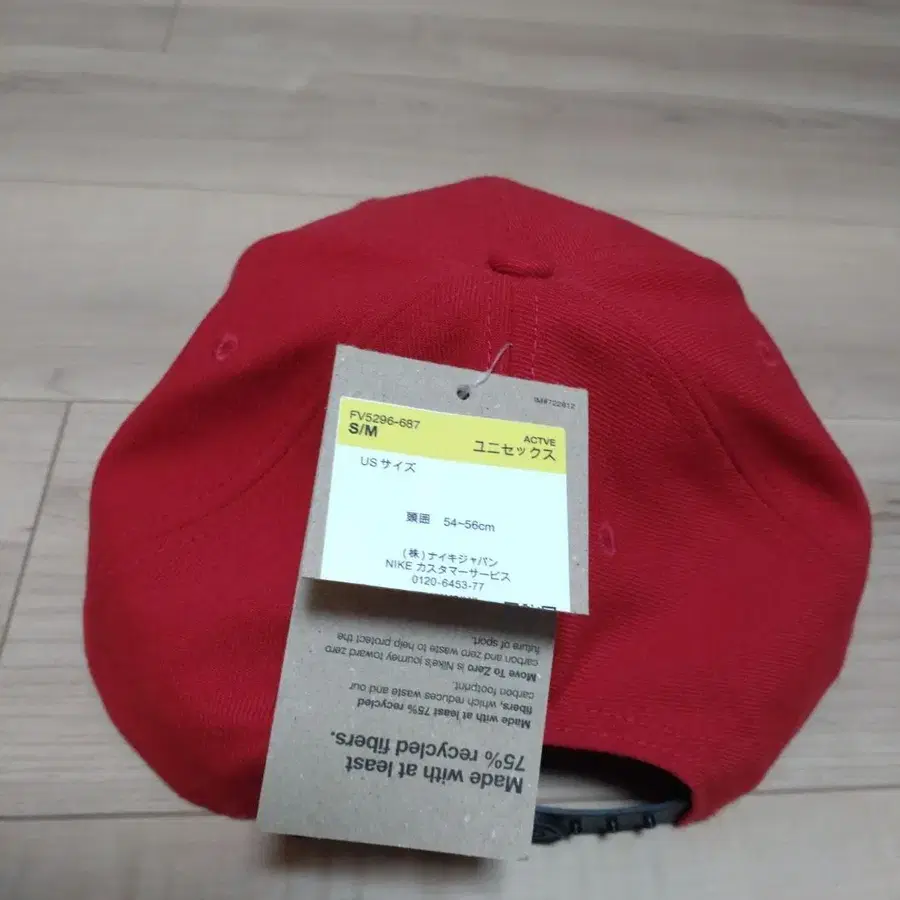 IM#722612
FV5296-687
S/M
ACTVE
ユニセックス
USサイズ
頭囲 54~56cm
(株)ナイキジャパン
NIKE カスタマーサービス
0120-6453-77
Made with at least
75% recycled fibers.
Made with at least 75% recycled
fibers, which reduces waste and our
carbon footprint.
Move To Zero is Nike's journey toward zero
carbon and zero waste to help protect the
future of sport.